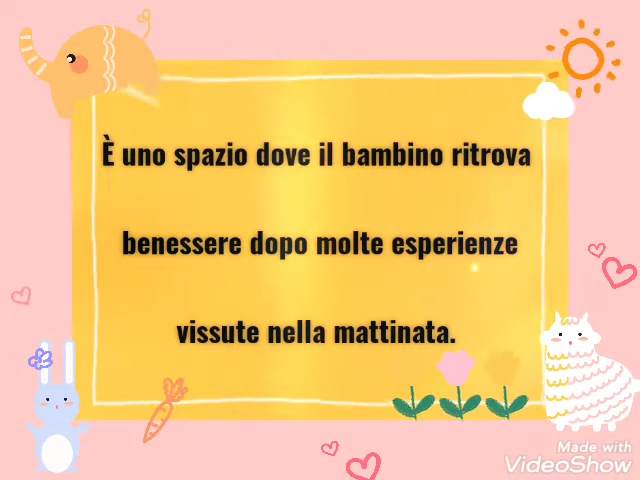 È uno spazio dove il bambino ritrova
benessere dopo molte esperienze
vissute nella mattinata.
Made with
VideoShow